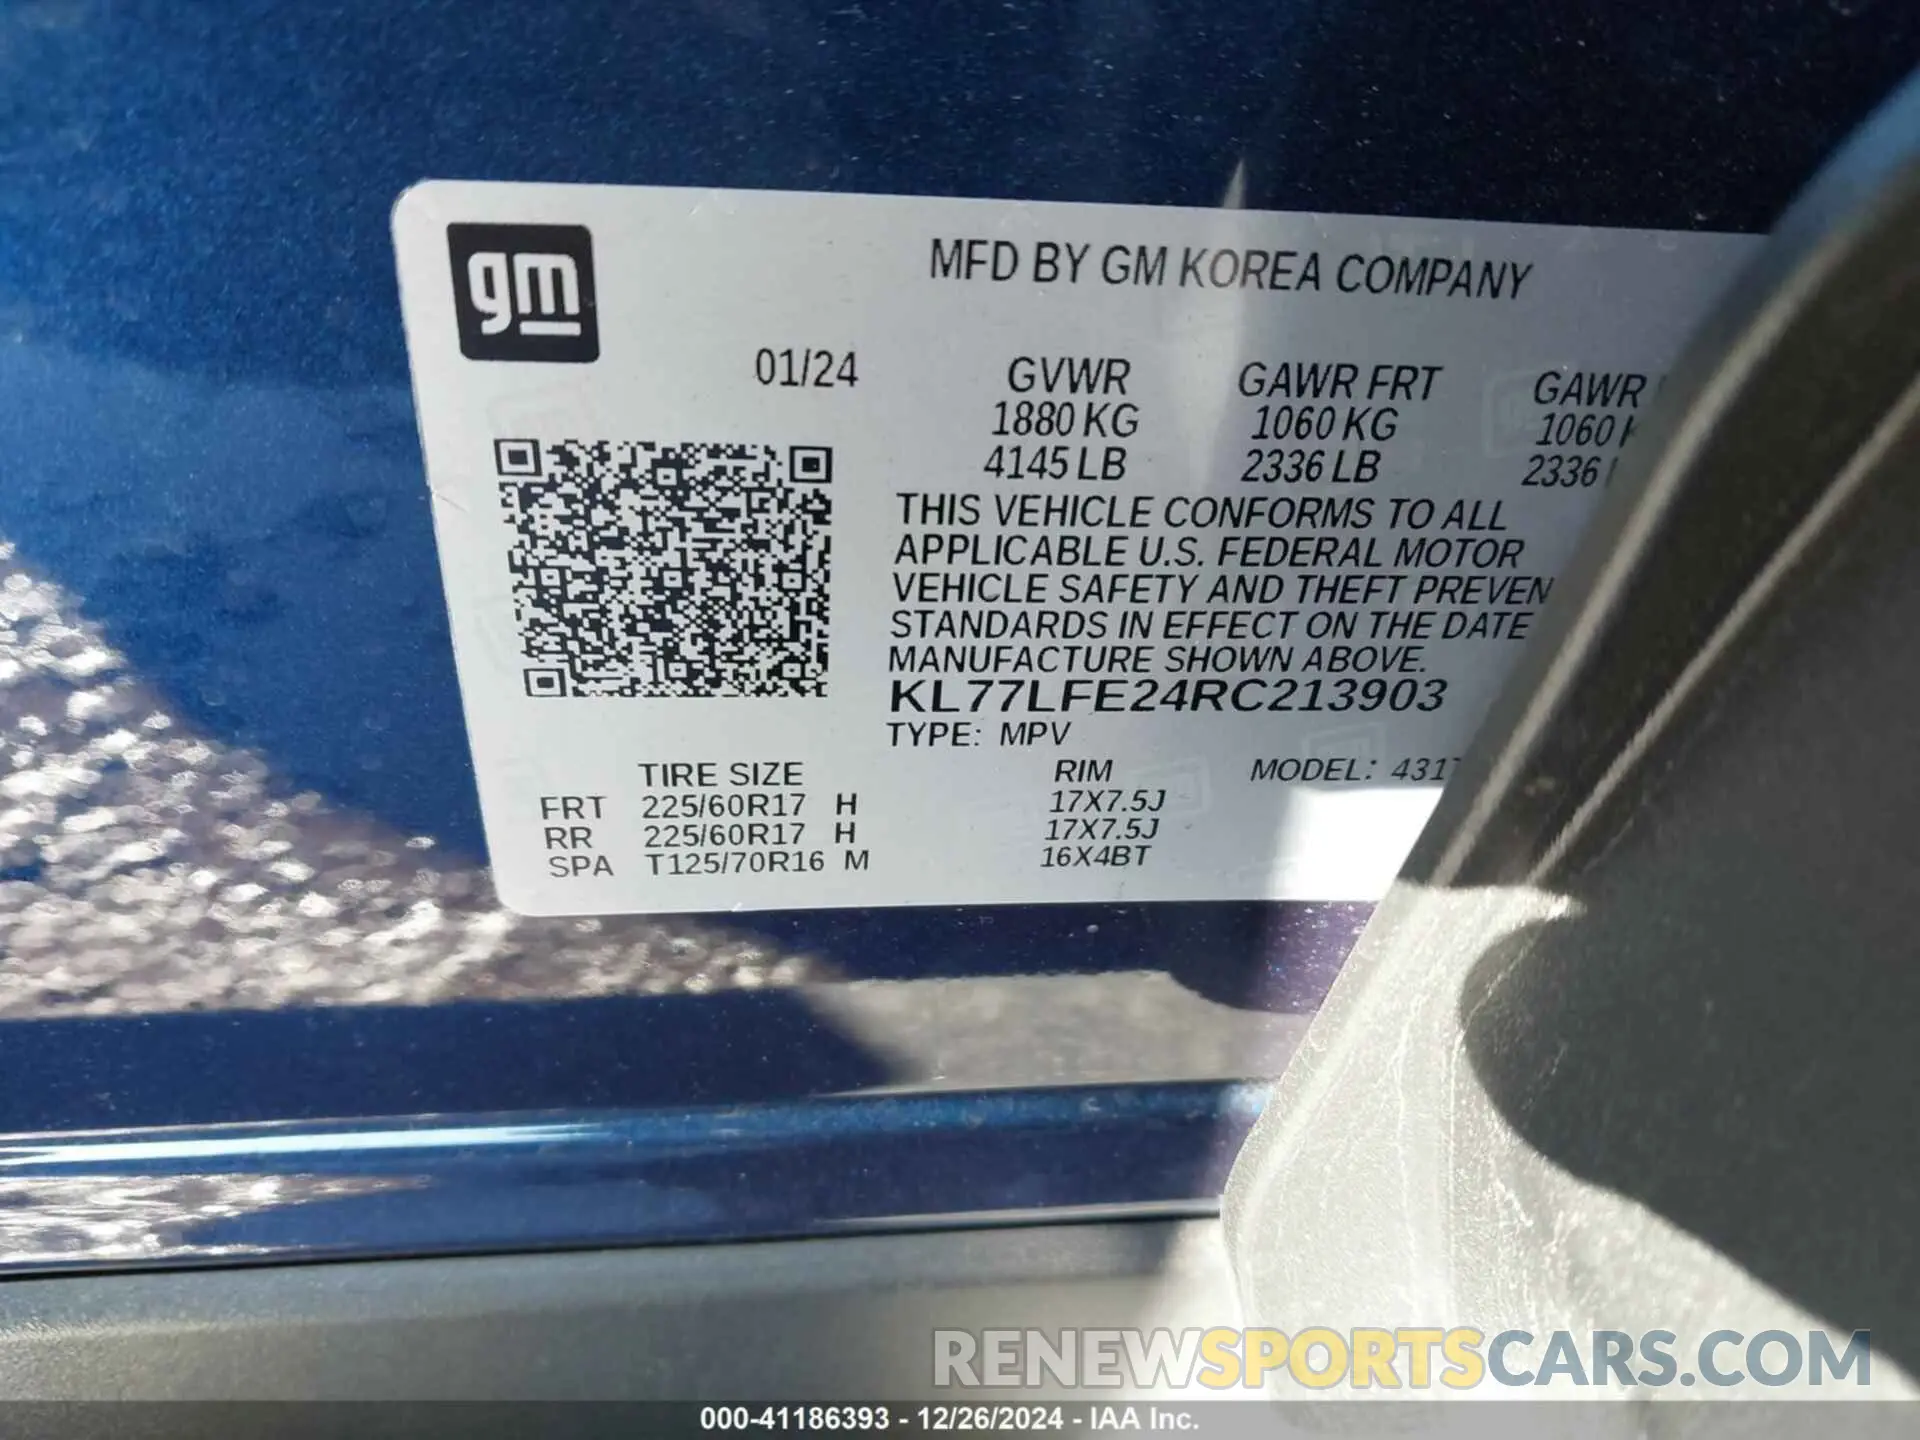 gm
MFD BY GM KOREA COMPANY
01/24
GVWR GAWR FRT GAWR
1880 KG 1060 KG 1060
4145 LB 2336 LB 2336
THIS VEHICLE CONFORMS TO ALL
APPLICABLE U.S. FEDERAL MOTOR
VEHICLE SAFETY AND THEFT PREVEN
STANDARDS IN EFFECT ON THE DATE
MANUFACTURE SHOWN ABOVE.
KL77LFE24RC213903
TYPE: MPV
TIRE SIZE RIM MODEL: 431
FRT 225/60R17 H 17X7.5J
RR 225/60R17 H 17X7.5J
SPA T125/70R16 M 16X4BT
RENEWSPORTSCARS.COM
000-41186393 - 12/26/2024 - IAA Inc.